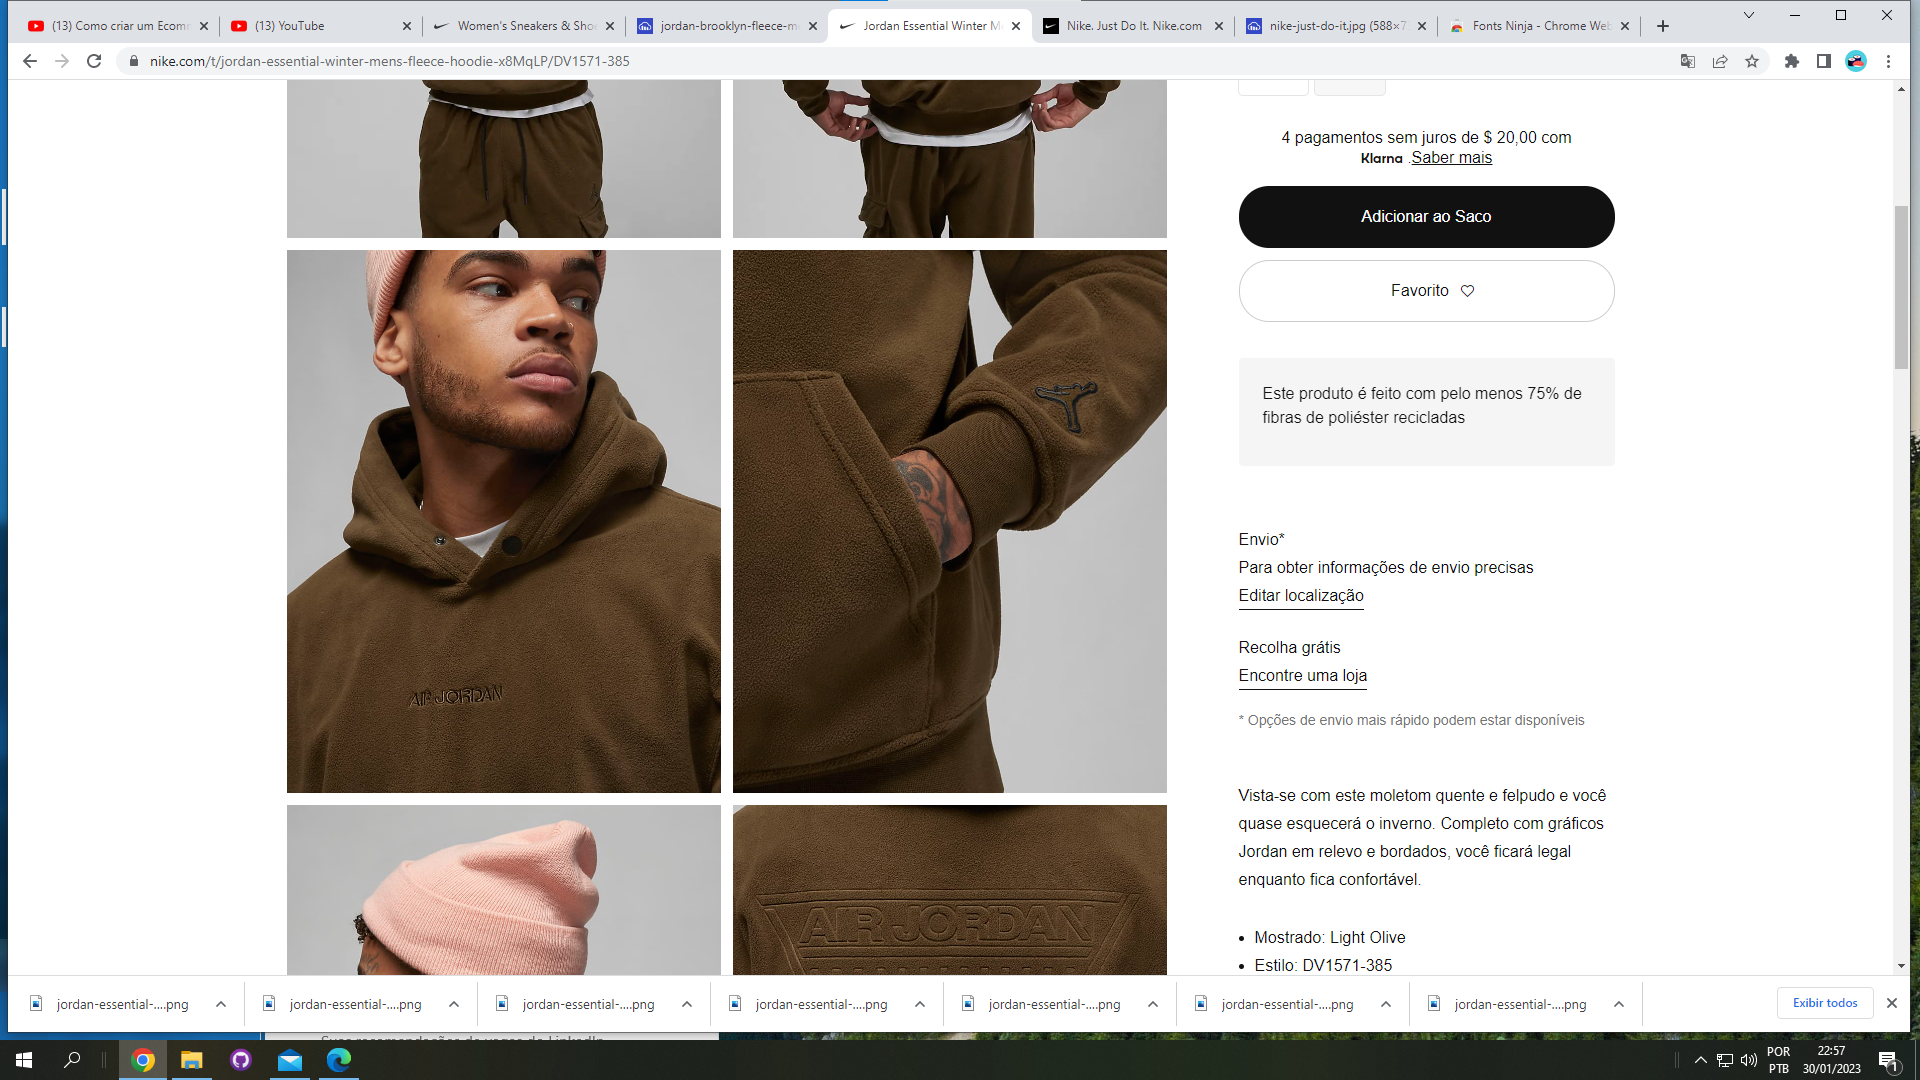 (13) Como criar um Ecomm
(13) YouTube
Women's Sneakers & Sho
jordan-brooklyn-fleece-m
Jordan Essential Winter M
Nike. Just Do It. Nike.com
nike-just-do-it.jpg (588×7
Fonts Ninja - Chrome Web
nike.com/t/jordan-essential-winter-mens-fleece-hoodie-x8MqLP/DV1571-385
4 pagamentos sem juros de $ 20,00 com
Klarna .Saber mais
Adicionar ao Saco
Favorito
Este produto é feito com pelo menos 75% de
fibras de poliéster recicladas
Envio*
Para obter informações de envio precisas
Editar localização
Recolha grátis
Encontre uma loja
* Opções de envio mais rápido podem estar disponíveis
AIR JORDAN
Vista-se com este moletom quente e felpudo e você
quase esquecerá o inverno. Completo com gráficos
Jordan em relevo e bordados, você ficará legal
enquanto fica confortável.
AIR JORDAN
Mostrado: Light Olive
Estilo: DV1571-385
jordan-essential-....png
jordan-essential-....png
jordan-essential-....png
jordan-essential-....png
jordan-essential-....png
jordan-essential-....png
jordan-essential-....png
Exibir todos
POR
PTB
22:57
30/01/2023
1